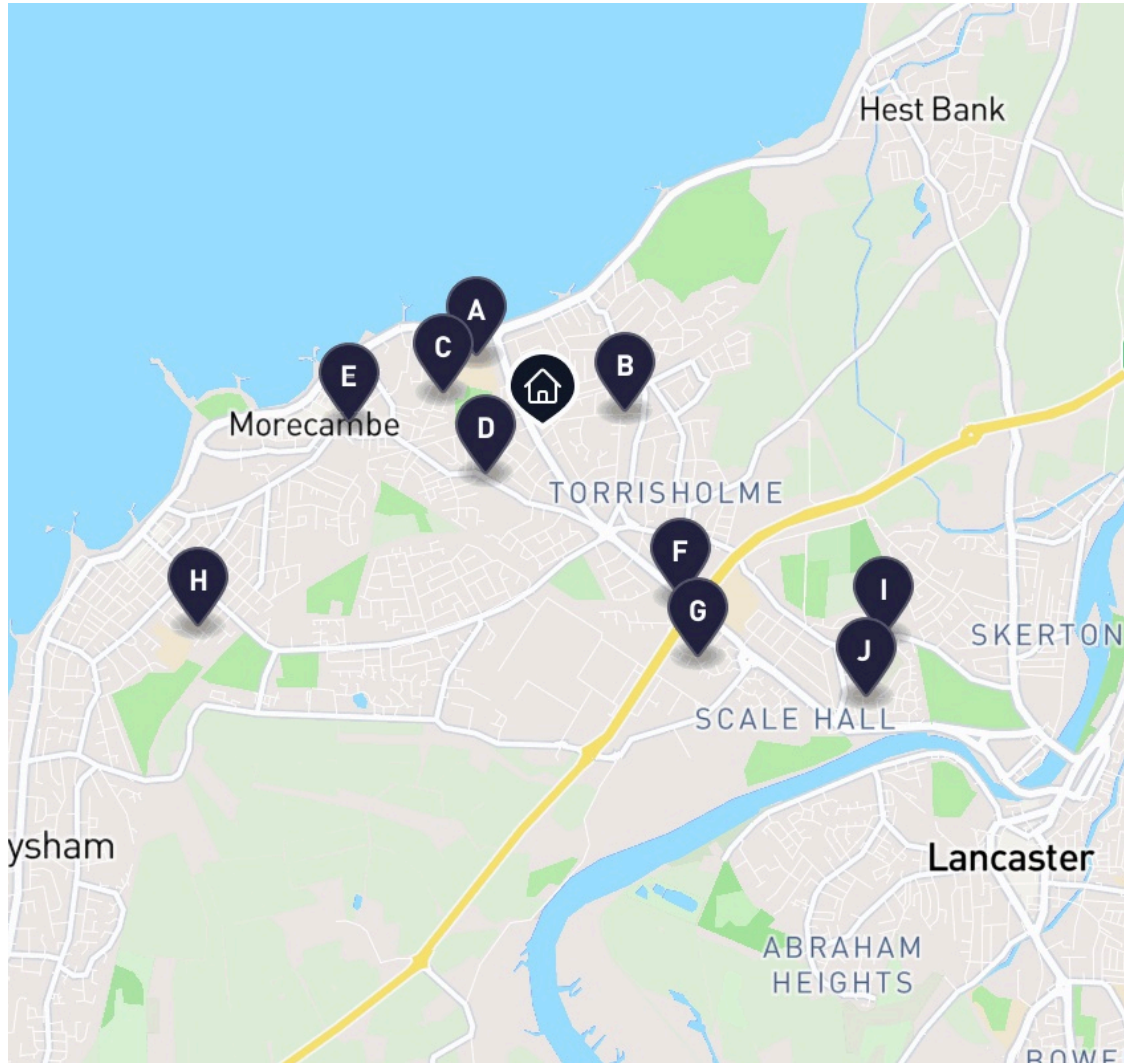 Hest Bank
A
C
B
E
D
Morecambe
TORRISHOLME
F
H
I
G
SKERTON
J
SCALE HALL
ysham
Lancaster
ABRAHAM
HEIGHTS
BOWE